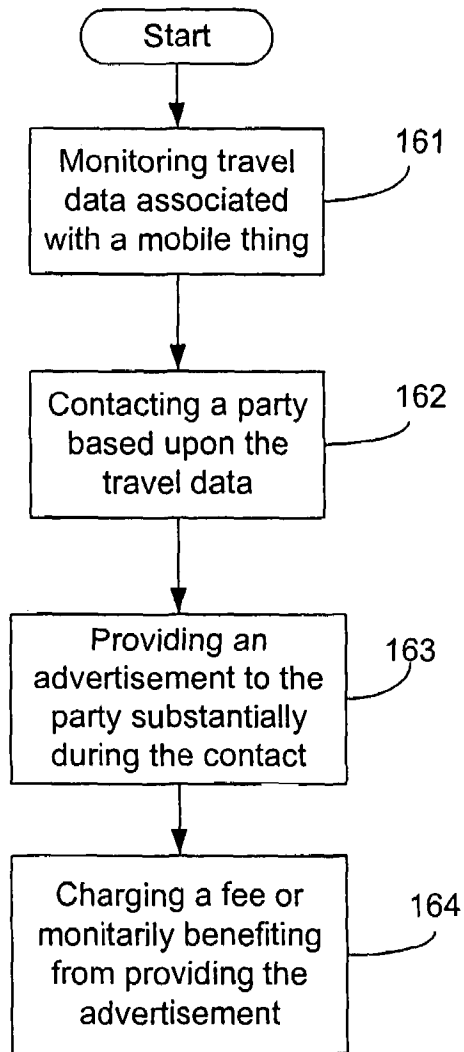 Start
161
Monitoring travel
data associated
with a mobile thing
162
Contacting a party
based upon the
travel data
163
Providing an
advertisement to the
party substantially
during the contact
164
Charging a fee or
monitarily benefiting
from providing the
advertisement